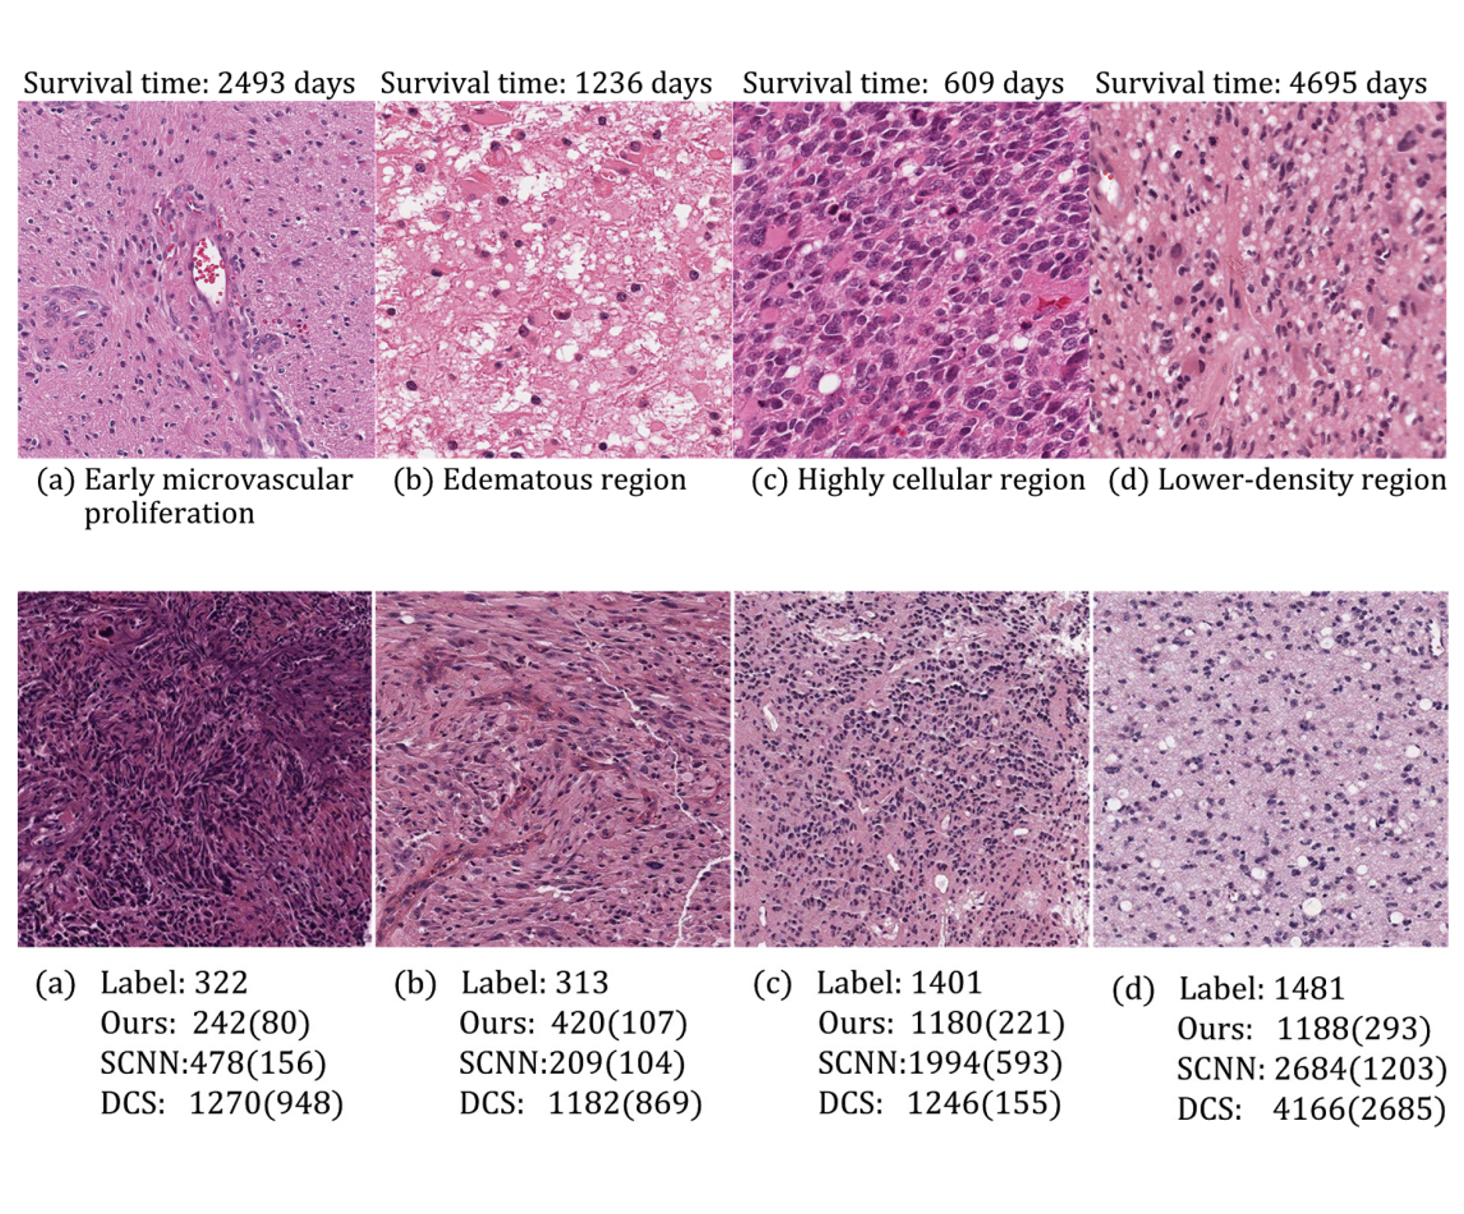 Survival time: 2493 days
Survival time: 1236 days
Survival time: 609 days
Survival time: 4695 days
(a) Early microvascular
proliferation
(b) Edematous region
(c) Highly cellular region
(d) Lower-density region
(a) Label: 322
Ours: 242(80)
SCNN:478(156)
DCS: 1270(948)
(b) Label: 313
Ours: 420(107)
SCNN:209(104)
DCS: 1182(869)
(c) Label: 1401
Ours: 1180(221)
SCNN:1994(593)
DCS: 1246(155)
(d) Label: 1481
Ours: 1188(293)
SCNN: 2684(1203)
DCS: 4166(2685)